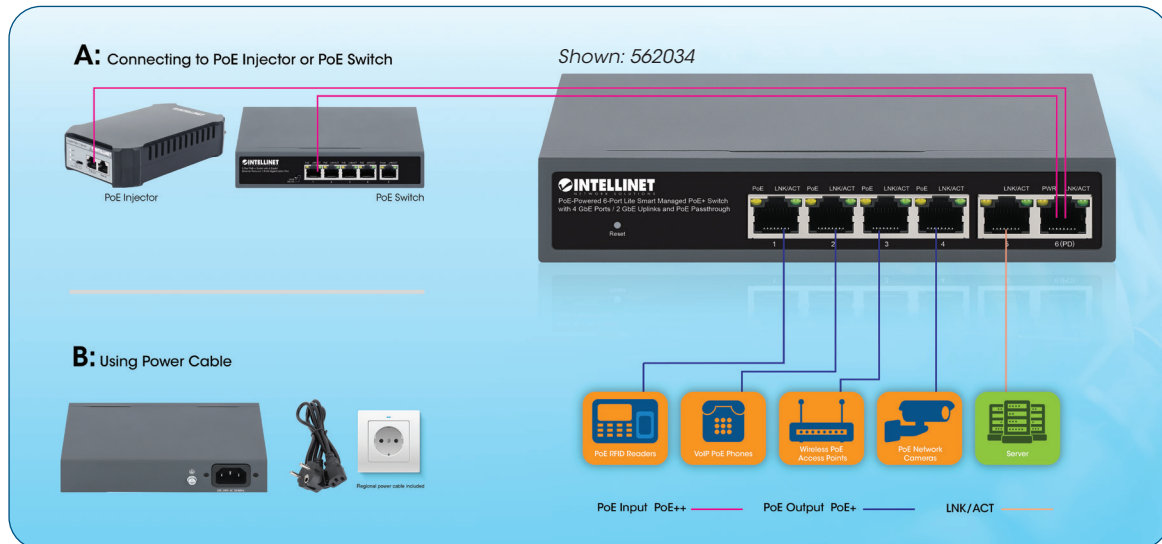 A: Connecting to PoE Injector or PoE Switch
Shown: 562034
INTELLINET
PoE Injector
PoE Switch
INTELLINET
NETWORK SOLUTIONS
PoE-Powered 6-Port Lite Smart Managed PoE+ Switch
with 4 GbE Ports / 2 GbE Uplinks and PoE Passthrough
Reset
PoE LNK/ACT PoE LNK/ACT PoE LNK/ACT PoE LNK/ACT LNK/ACT PWR LNK/ACT
1 2 3 4 5 6(PD)
B: Using Power Cable
Regional power cable included
PoE RFID Readers
VoIP PoE Phones
Wireless PoE
Access Points
PoE Network
Cameras
Server
PoE Input PoE++
PoE Output PoE+
LNK/ACT